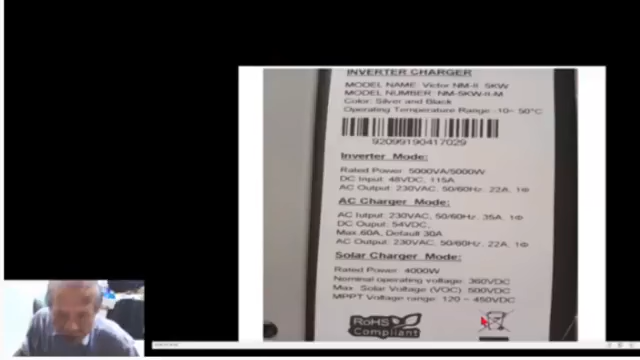 INVERTER CHARGER
MODEL NAME: Victor NM-II 5KW
MODEL NUMBER: NM-5KW-II-M
Color: Silver and Black
Operating Temperature Range: -10~ 50°C
92099190417029
Inverter Mode:
Rated Power: 5000VA/5000W
DC Input: 48VDC, 115A
AC Output: 230VAC, 50/60Hz, 22A, 1Φ
AC Charger Mode:
AC Iutput: 230VAC, 50/60Hz, 35A, 1Φ
DC Ouput: 54VDC,
Max.60A, Default 30A
AC Output: 230VAC, 50/60Hz, 22A, 1Φ
Solar Charger Mode:
Rated Power: 4000W
Nominal operating voltage: 360VDC
Max. Solar Voltage (VOC) 500VDC
MPPT Voltage range: 120 ~ 450VDC
RoHS
Compliant